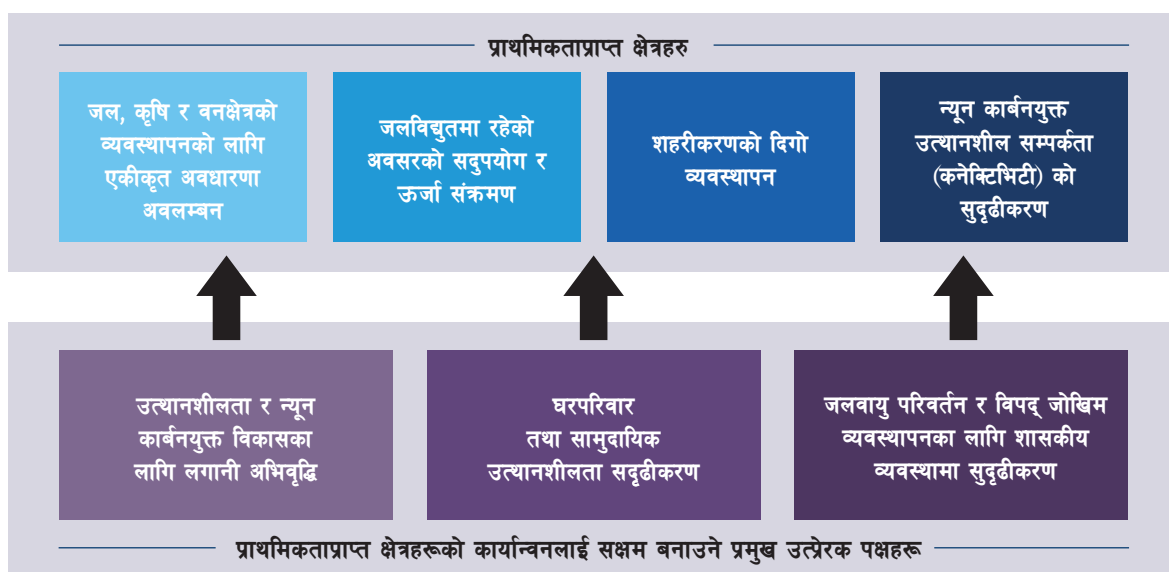 प्राथमिकताप्राप्त क्षेत्रहरु
जल, कृषि र वनक्षेत्रको
व्यवस्थापनको लागि
एकीकृत अवधारणा
अवलम्बन
जलविद्युतमा रहेको
अवसरको सदुपयोग र
ऊर्जा संक्रमण
शहरीकरणको दिगो
व्यवस्थापन
न्यून कार्बनयुक्त
उत्थानशील सम्पर्कता
(कनेक्टिभिटी) को
सुदृढीकरण
उत्थानशीलता र न्यून
कार्बनयुक्त विकासका
लागि लगानी अभिवृद्धि
घरपरिवार
तथा सामुदायिक
उत्थानशीलता सदृढीकरण
जलवायु परिवर्तन र विपद् जोखिम
व्यवस्थापनका लागि शासकीय
व्यवस्थामा सुदृढीकरण
प्राथमिकताप्राप्त क्षेत्रहरूको कार्यान्वनलाई सक्षम बनाउने प्रमुख उत्प्रेरक पक्षहरू